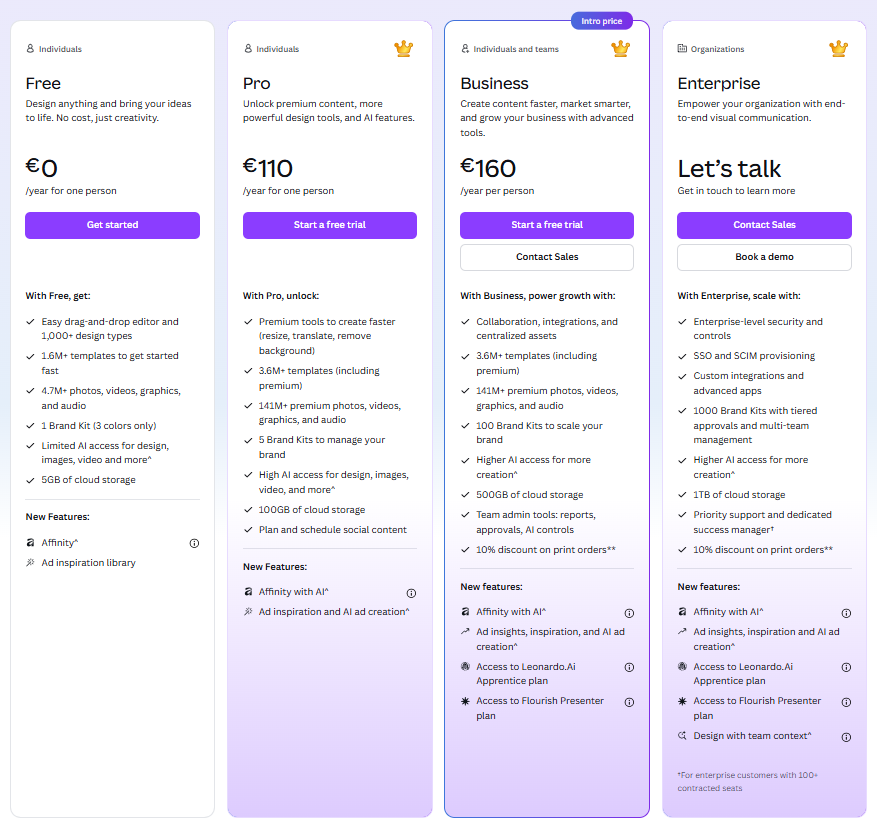 Intro price
Individuals
Free
Design anything and bring your ideas
to life. No cost, just creativity.
€0
/year for one person
Get started
With Free, get:
Easy drag-and-drop editor and
1,000+ design types
1.6M+ templates to get started
fast
4.7M+ photos, videos, graphics,
and audio
1 Brand Kit (3 colors only)
Limited AI access for design,
images, video and more^
5GB of cloud storage
New Features:
Affinity^
Ad inspiration library
Individuals
Pro
Unlock premium content, more
powerful design tools, and AI features.
€110
/year for one person
Start a free trial
With Pro, unlock:
Premium tools to create faster
(resize, translate, remove
background)
3.6M+ templates (including
premium)
141M+ premium photos, videos,
graphics, and audio
5 Brand Kits to manage your
brand
High AI access for design, images,
video, and more^
100GB of cloud storage
Plan and schedule social content
New Features:
Affinity with AI^
Ad inspiration and AI ad creation^
Individuals and teams
Business
Create content faster, market smarter,
and grow your business with advanced
tools.
€160
/year per person
Start a free trial
Contact Sales
With Business, power growth with:
Collaboration, integrations, and
centralized assets
3.6M+ templates (including
premium)
141M+ premium photos, videos,
graphics, and audio
100 Brand Kits to scale your
brand
Higher AI access for more
creation^
500GB of cloud storage
Team admin tools: reports,
approvals, AI controls
10% discount on print orders**
New features:
Affinity with AI^
Ad insights, inspiration, and AI ad
creation^
Access to Leonardo.Ai
Apprentice plan
Access to Flourish Presenter
plan
Organizations
Enterprise
Empower your organization with end-
to-end visual communication.
Let's talk
Get in touch to learn more
Contact Sales
Book a demo
With Enterprise, scale with:
Enterprise-level security and
controls
SSO and SCIM provisioning
Custom integrations and
advanced apps
1000 Brand Kits with tiered
approvals and multi-team
management
Higher AI access for more
creation^
1TB of cloud storage
Priority support and dedicated
success manager†
10% discount on print orders**
New features:
Affinity with AI^
Ad insights, inspiration and AI ad
creation^
Access to Leonardo.Ai
Apprentice plan
Access to Flourish Presenter
plan
Design with team context^
†For enterprise customers with 100+
contracted seats